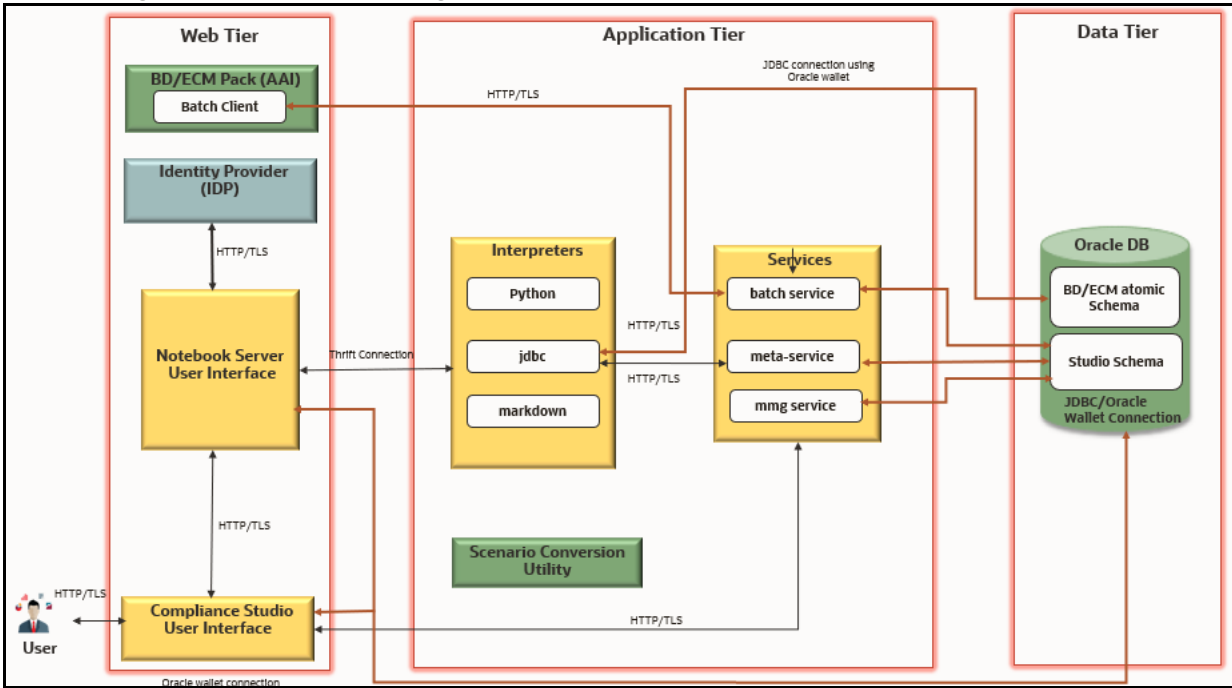 Web Tier
Application Tier
Data Tier
BD/ECM Pack (AAI)
Batch Client
HTTP/TLS
JDBC connection using
Oracle wallet
Identity Provider
(IDP)
HTTP/TLS
Interpreters
Python
jdbc
markdown
Services
batch service
meta-service
mmg service
HTTP/TLS
HTTP/TLS
Oracle DB
BD/ECM atomic
Schema
Studio Schema
JDBC/Oracle
Wallet Connection
Notebook Server
User Interface
Thrift Connection
HTTP/TLS
Scenario Conversion
Utility
HTTP/TLS
User
Compliance Studio
User Interface
HTTP/TLS
Oracle wallet connection